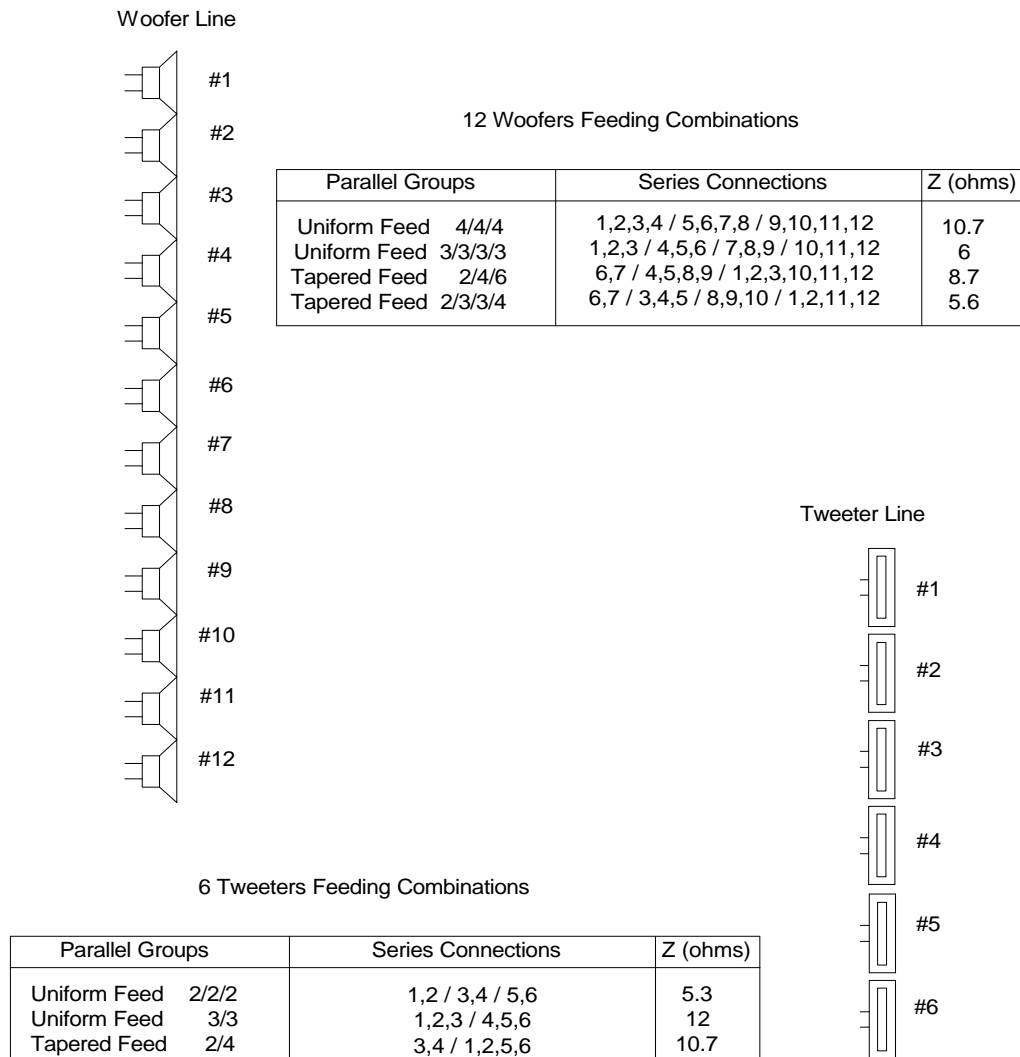 Woofer Line
#1
#2
#3
#4
#5
#6
#7
#8
#9
#10
#11
#12
12 Woofers Feeding Combinations
Parallel Groups Series Connections Z (ohms)
Uniform Feed 4/4/4 1,2,3,4 / 5,6,7,8 / 9,10,11,12 10.7
Uniform Feed 3/3/3/3 1,2,3 / 4,5,6 / 7,8,9 / 10,11,12 6
Tapered Feed 2/4/6 6,7 / 4,5,8,9 / 1,2,3,10,11,12 8.7
Tapered Feed 2/3/3/4 6,7 / 3,4,5 / 8,9,10 / 1,2,11,12 5.6
Tweeter Line
#1
#2
#3
#4
#5
#6
6 Tweeters Feeding Combinations
Parallel Groups Series Connections Z (ohms)
Uniform Feed 2/2/2 1,2 / 3,4 / 5,6 5.3
Uniform Feed 3/3 1,2,3 / 4,5,6 12
Tapered Feed 2/4 3,4 / 1,2,5,6 10.7